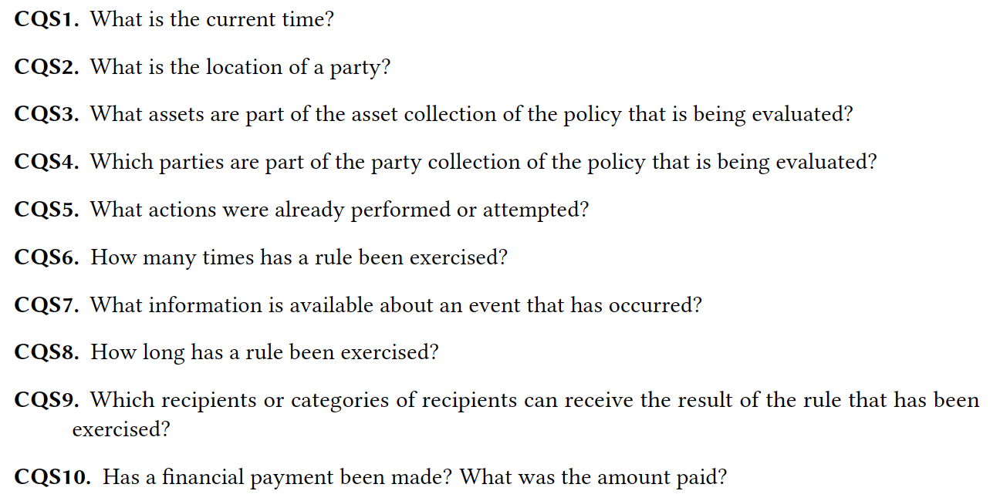 CQS1. What is the current time?
CQS2. What is the location of a party?
CQS3. What assets are part of the asset collection of the policy that is being evaluated?
CQS4. Which parties are part of the party collection of the policy that is being evaluated?
CQS5. What actions were already performed or attempted?
CQS6. How many times has a rule been exercised?
CQS7. What information is available about an event that has occurred?
CQS8. How long has a rule been exercised?
CQS9. Which recipients or categories of recipients can receive the result of the rule that has been
exercised?
CQS10. Has a financial payment been made? What was the amount paid?